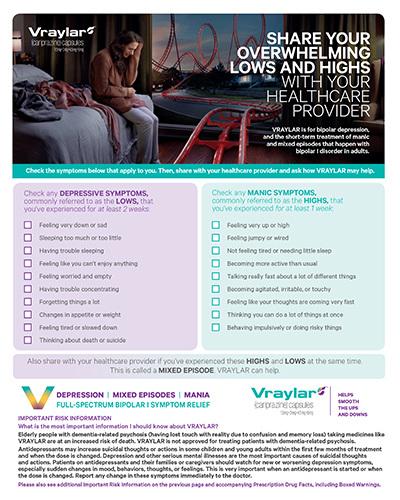 Vraylar
(cariprazine) capsules
SHARE YOUR
OVERWHELMING
LOWS AND HIGHS
WITH YOUR
HEALTHCARE
PROVIDER
VRAYLAR is for bipolar depression,
and the short-term treatment of manic
and mixed episodes that happen with
bipolar I disorder in adults.
Check the symptoms below that apply to you. Then, share with your healthcare provider and ask how VRAYLAR may help.
Check any DEPRESSIVE SYMPTOMS,
commonly referred to as the LOWS, that
you've experienced for at least 2 weeks:
Feeling very down or sad
Sleeping too much or too little
Having trouble sleeping
Feeling like you can't enjoy anything
Feeling worried and empty
Having trouble concentrating
Forgetting things a lot
Changes in appetite or weight
Feeling tired or slowed down
Thinking about death or suicide
Check any MANIC SYMPTOMS,
commonly referred to as the HIGHS, that
you've experienced for at least 1 week:
Feeling very up or high
Feeling jumpy or wired
Not feeling tired or needing little sleep
Becoming more active than usual
Talking really fast about a lot of different things
Becoming agitated, irritable, or touchy
Feeling like your thoughts are coming very fast
Thinking you can do a lot of things at once
Behaving impulsively or doing risky things
Also share with your healthcare provider if you've experienced these HIGHS and LOWS at the same time.
This is called a MIXED EPISODE. VRAYLAR can help.
DEPRESSION | MIXED EPISODES | MANIA
FULL-SPECTRUM BIPOLAR I SYMPTOM RELIEF
Vraylar
(cariprazine) capsules
HELPS
SMOOTH
THE UPS
AND DOWNS
IMPORTANT RISK INFORMATION
What is the most important information I should know about VRAYLAR?
Elderly people with dementia-related psychosis (having lost touch with reality due to confusion and memory loss) taking medicines like
VRAYLAR are at an increased risk of death. VRAYLAR is not approved for treating patients with dementia-related psychosis.
Antidepressants may increase suicidal thoughts or actions in some children and young adults within the first few months of treatment
and when the dose is changed. Depression and other serious mental illnesses are the most important causes of suicidal thoughts
and actions. Patients on antidepressants and their families or caregivers should watch for new or worsening depression symptoms,
especially sudden changes in mood, behaviors, thoughts, or feelings. This is very important when an antidepressant is started or when
the dose is changed. Report any change in these symptoms immediately to the doctor.
Please also see additional Important Risk Information on the previous page and accompanying Prescription Drug Facts, including Boxed Warnings.